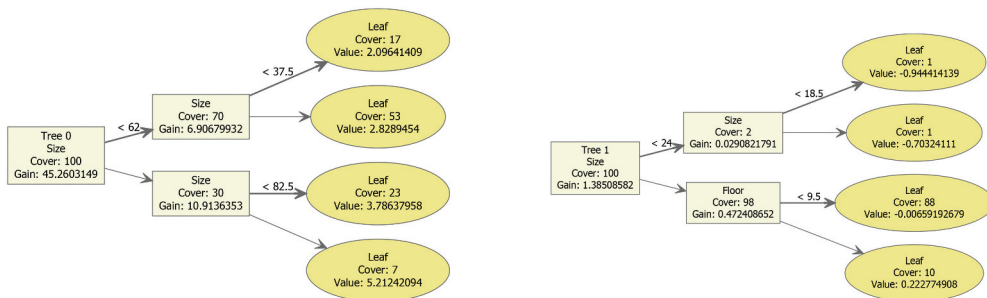 Leaf
Cover: 17
Value: 2.09641409
< 37.5
Size
Cover: 70
Gain: 6.90679932
Leaf
Cover: 53
Value: 2.8289454
< 62
Tree 0
Size
Cover: 100
Gain: 45.2603149
Size
Cover: 30
Gain: 10.9136353
< 82.5
Leaf
Cover: 23
Value: 3.78637958
Leaf
Cover: 7
Value: 5.21242094
Leaf
Cover: 1
Value: -0.944414139
< 18.5
Size
Cover: 2
Gain: 0.0290821791
Leaf
Cover: 1
Value: -0.70324111
< 24
Tree 1
Size
Cover: 100
Gain: 1.38508582
Floor
Cover: 98
Gain: 0.472408652
< 9.5
Leaf
Cover: 88
Value: -0.00659192679
Leaf
Cover: 10
Value: 0.222774908